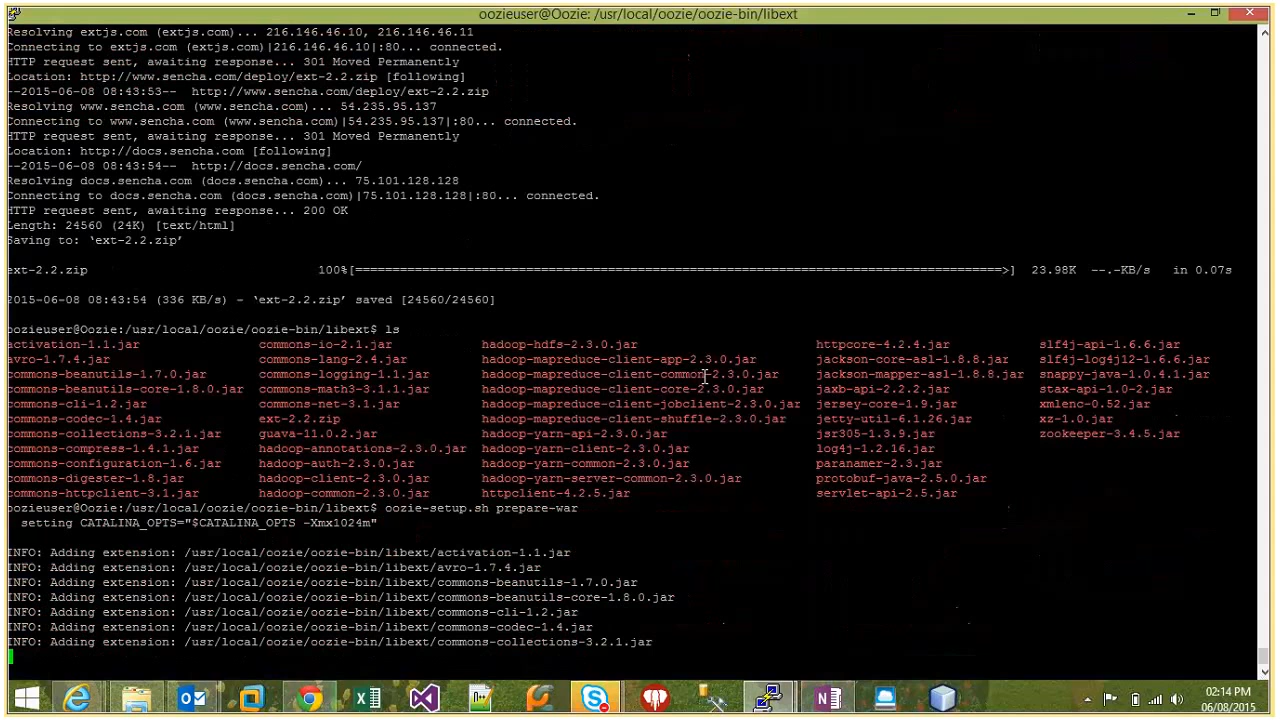 oozieuser@Oozie: /usr/local/oozie/oozie-bin/libext
Resolving extjs.com (extjs.com)... 216.146.46.10, 216.146.46.11
Connecting to extjs.com (extjs.com)|216.146.46.10|:80... connected.
HTTP request sent, awaiting response... 301 Moved Permanently
Location: http://www.sencha.com/deploy/ext-2.2.zip [following]
--2015-06-08 08:43:53-- http://www.sencha.com/deploy/ext-2.2.zip
Resolving www.sencha.com (www.sencha.com)... 54.235.95.137
Connecting to www.sencha.com (www.sencha.com)|54.235.95.137|:80... connected.
HTTP request sent, awaiting response... 301 Moved Permanently
Location: http://docs.sencha.com [following]
--2015-06-08 08:43:54-- http://docs.sencha.com/
Resolving docs.sencha.com (docs.sencha.com)... 75.101.128.128
Connecting to docs.sencha.com (docs.sencha.com)|75.101.128.128|:80... connected.
HTTP request sent, awaiting response... 200 OK
Length: 24560 (24K) [text/html]
Saving to: ‘ext-2.2.zip’
ext-2.2.zip 100%[=======================================================================================>] 23.98K --.-KB/s in 0.07s
2015-06-08 08:43:54 (336 KB/s) - ‘ext-2.2.zip’ saved [24560/24560]
oozieuser@Oozie:/usr/local/oozie/oozie-bin/libext$ ls
activation-1.1.jar commons-io-2.1.jar hadoop-hdfs-2.3.0.jar httpcore-4.2.4.jar slf4j-api-1.6.6.jar
avro-1.7.4.jar commons-lang-2.4.jar hadoop-mapreduce-client-app-2.3.0.jar jackson-core-asl-1.8.8.jar slf4j-log4j12-1.6.6.jar
commons-beanutils-1.7.0.jar commons-logging-1.1.jar hadoop-mapreduce-client-common-2.3.0.jar jackson-mapper-asl-1.8.8.jar snappy-java-1.0.4.1.jar
commons-beanutils-core-1.8.0.jar commons-math3-3.1.1.jar hadoop-mapreduce-client-core-2.3.0.jar jaxb-api-2.2.2.jar stax-api-1.0-2.jar
commons-cli-1.2.jar commons-net-3.1.jar hadoop-mapreduce-client-jobclient-2.3.0.jar jersey-core-1.9.jar xmlenc-0.52.jar
commons-codec-1.4.jar ext-2.2.zip hadoop-mapreduce-client-shuffle-2.3.0.jar jetty-util-6.1.26.jar xz-1.0.jar
commons-collections-3.2.1.jar guava-11.0.2.jar hadoop-yarn-api-2.3.0.jar jsr305-1.3.9.jar zookeeper-3.4.5.jar
commons-compress-1.4.1.jar hadoop-annotations-2.3.0.jar hadoop-yarn-client-2.3.0.jar log4j-1.2.16.jar
commons-configuration-1.6.jar hadoop-auth-2.3.0.jar hadoop-yarn-common-2.3.0.jar paranamer-2.3.jar
commons-digester-1.8.jar hadoop-client-2.3.0.jar hadoop-yarn-server-common-2.3.0.jar protobuf-java-2.5.0.jar
commons-httpclient-3.1.jar hadoop-common-2.3.0.jar httpclient-4.2.5.jar servlet-api-2.5.jar
oozieuser@Oozie:/usr/local/oozie/oozie-bin/libext$ oozie-setup.sh prepare-war
setting CATALINA_OPTS="$CATALINA_OPTS -Xmx1024m"
INFO: Adding extension: /usr/local/oozie/oozie-bin/libext/activation-1.1.jar
INFO: Adding extension: /usr/local/oozie/oozie-bin/libext/avro-1.7.4.jar
INFO: Adding extension: /usr/local/oozie/oozie-bin/libext/commons-beanutils-1.7.0.jar
INFO: Adding extension: /usr/local/oozie/oozie-bin/libext/commons-beanutils-core-1.8.0.jar
INFO: Adding extension: /usr/local/oozie/oozie-bin/libext/commons-cli-1.2.jar
INFO: Adding extension: /usr/local/oozie/oozie-bin/libext/commons-codec-1.4.jar
INFO: Adding extension: /usr/local/oozie/oozie-bin/libext/commons-collections-3.2.1.jar
02:14 PM
06/08/2015